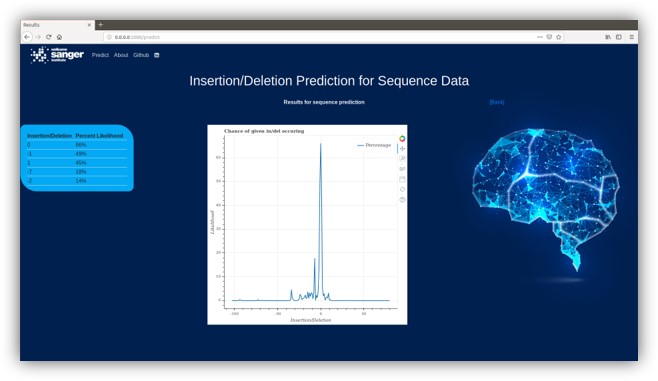 Results
0.0.0.0:5000/predict
wellcome
sanger
institute
Predict About Github
Insertion/Deletion Prediction for Sequence Data
Results for sequence prediction
[Back]
Insertion/Deletion Percent Likelihood
0 66%
-1 49%
1 45%
-7 18%
-2 14%
Chance of given in/del occuring
Percentage
Likelihood
60
50
40
30
20
10
0
-100 -50 0 50
Insertion/Deletion